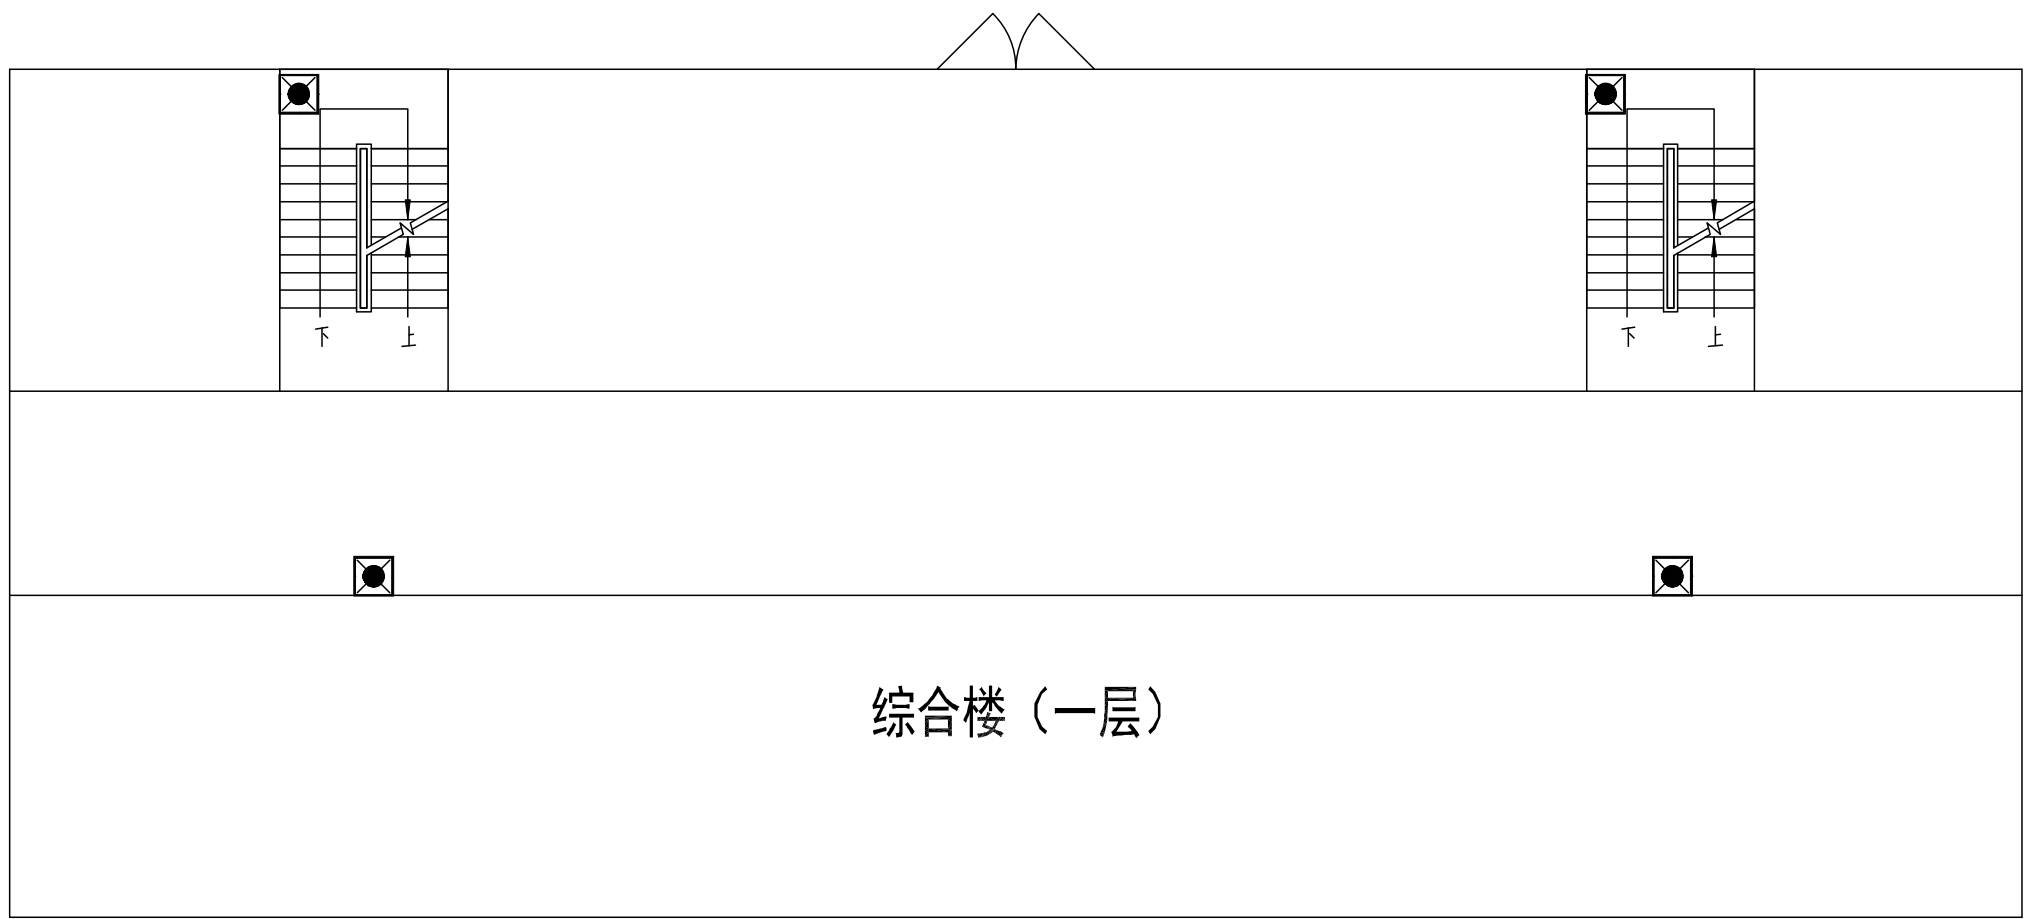 下 上 下 上
综合楼（一层）